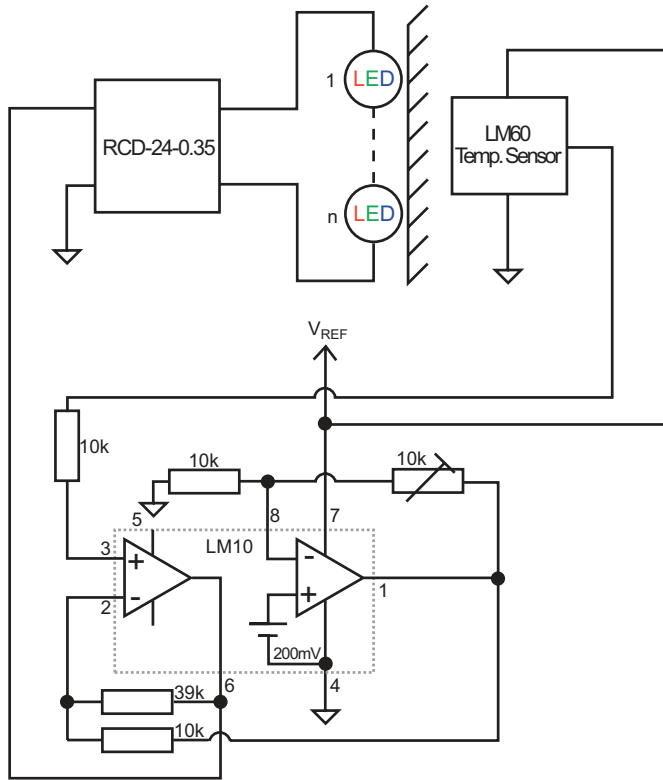 1
LED
RCD-24-0.35
LM60
Temp. Sensor
n
LED
VREF
10k
10k
10k
5
8
7
LM10
3
+
-
2
-
+
1
200mV
6
4
39k
10k